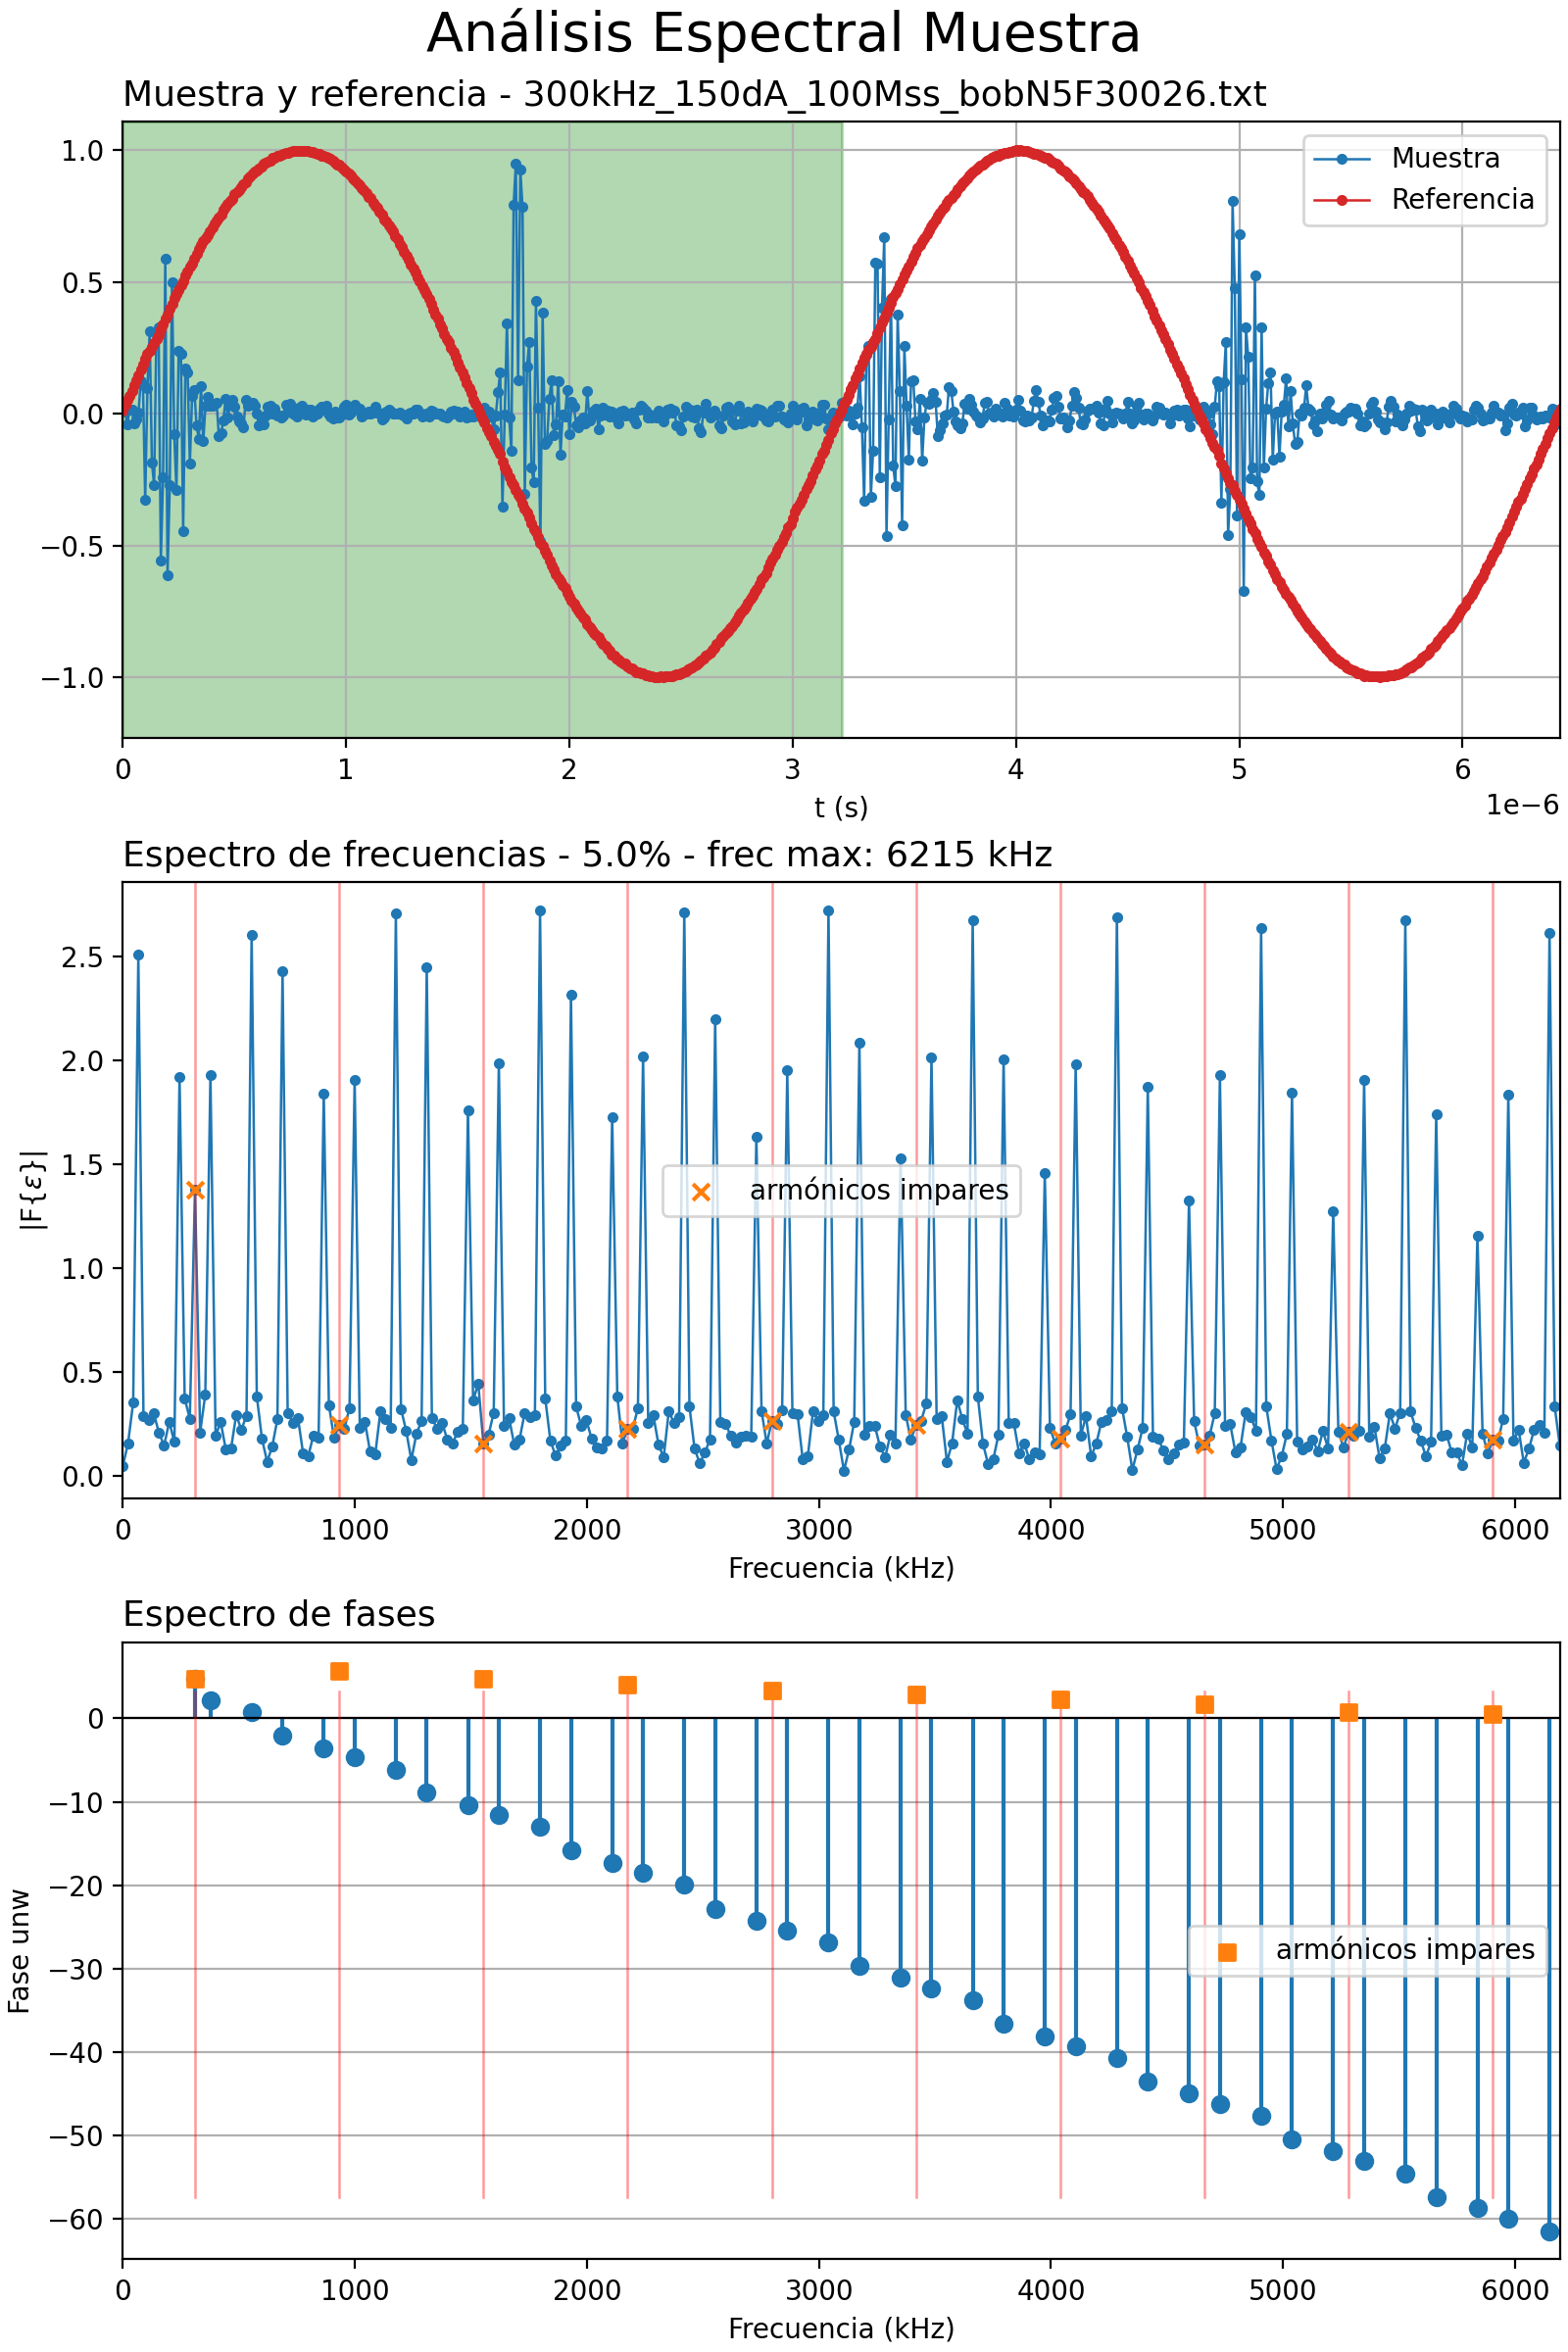 Análisis Espectral Muestra
Muestra y referencia - 300kHz_150dA_100Mss_bobN5F30026.txt
1.0
0.5
0.0
−0.5
−1.0
Muestra
Referencia
0 1 2 3 4 5 6
t (s)
1e−6
Espectro de frecuencias - 5.0% - frec max: 6215 kHz
|F{ε}|
2.5
2.0
1.5
1.0
0.5
0.0
armónicos impares
0 1000 2000 3000 4000 5000 6000
Frecuencia (kHz)
Espectro de fases
Fase unw
0
−10
−20
−30
−40
−50
−60
armónicos impares
0 1000 2000 3000 4000 5000 6000
Frecuencia (kHz)